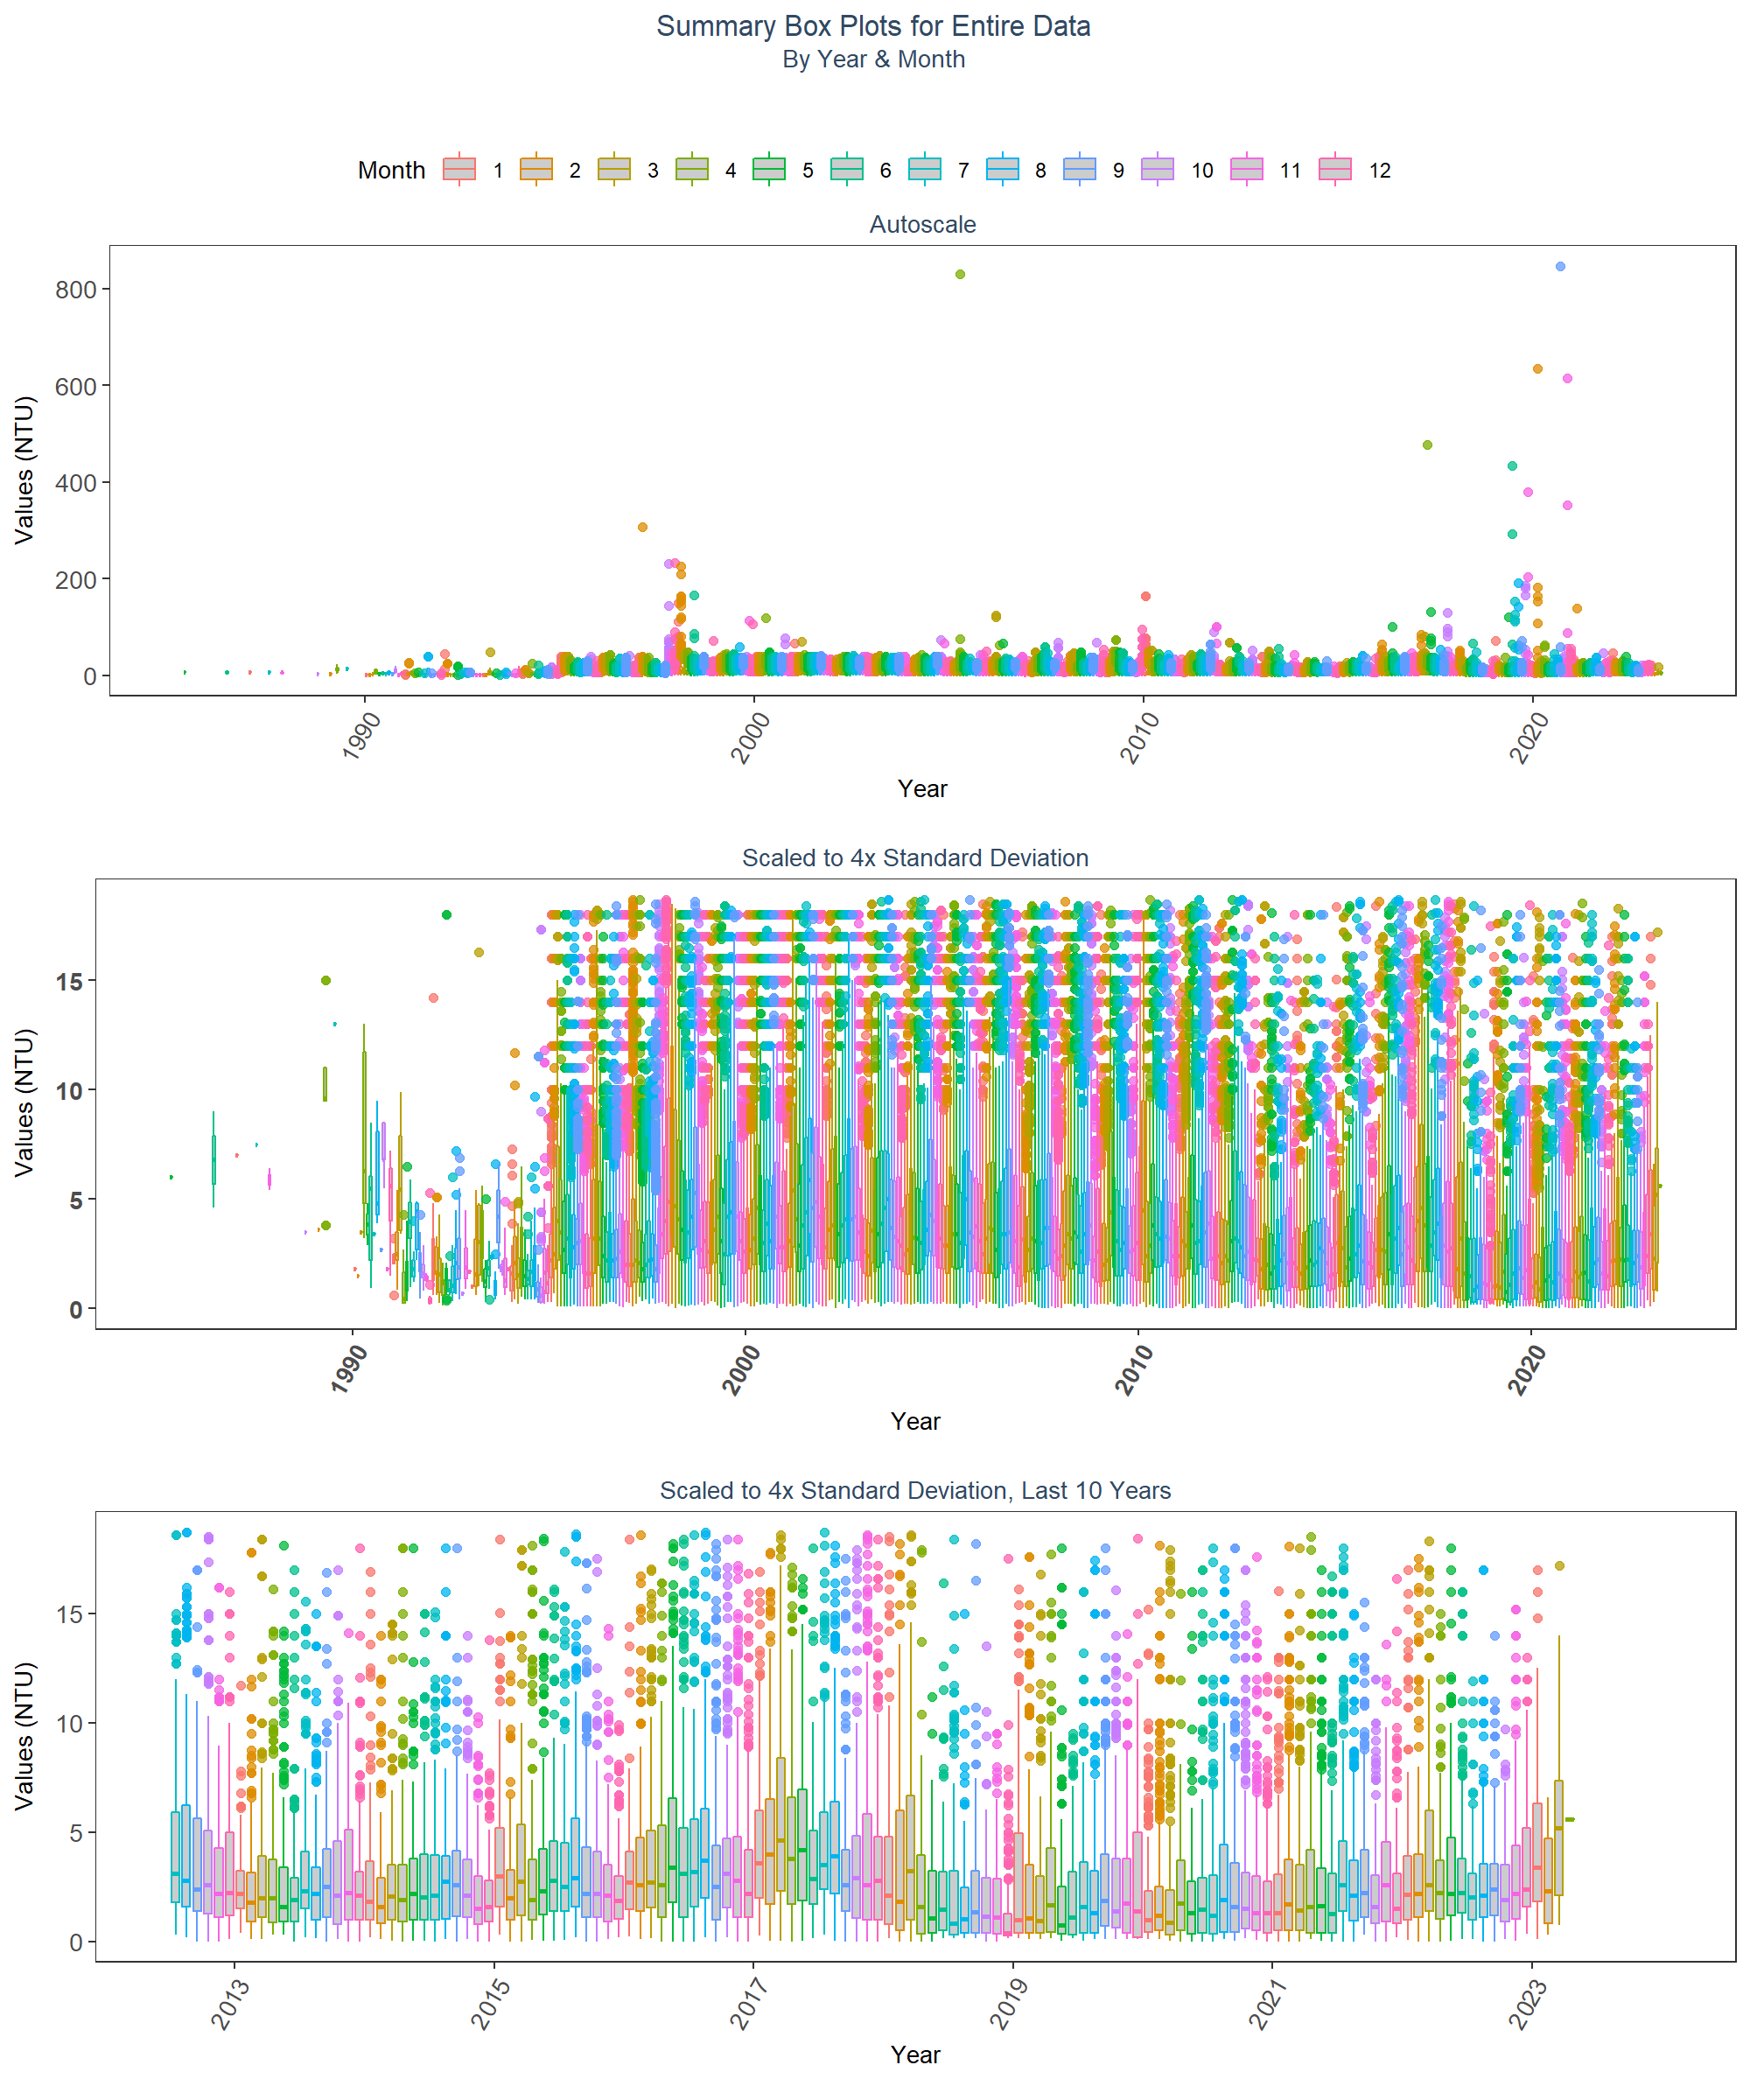 Summary Box Plots for Entire Data
By Year & Month
Month 1 2 3 4 5 6 7 8 9 10 11 12
Autoscale
Values (NTU)
800
600
400
200
0
1990 2000 2010 2020
Year
Scaled to 4x Standard Deviation
Values (NTU)
15
10
5
0
1990 2000 2010 2020
Year
Scaled to 4x Standard Deviation, Last 10 Years
Values (NTU)
15
10
5
0
2013 2015 2017 2019 2021 2023
Year